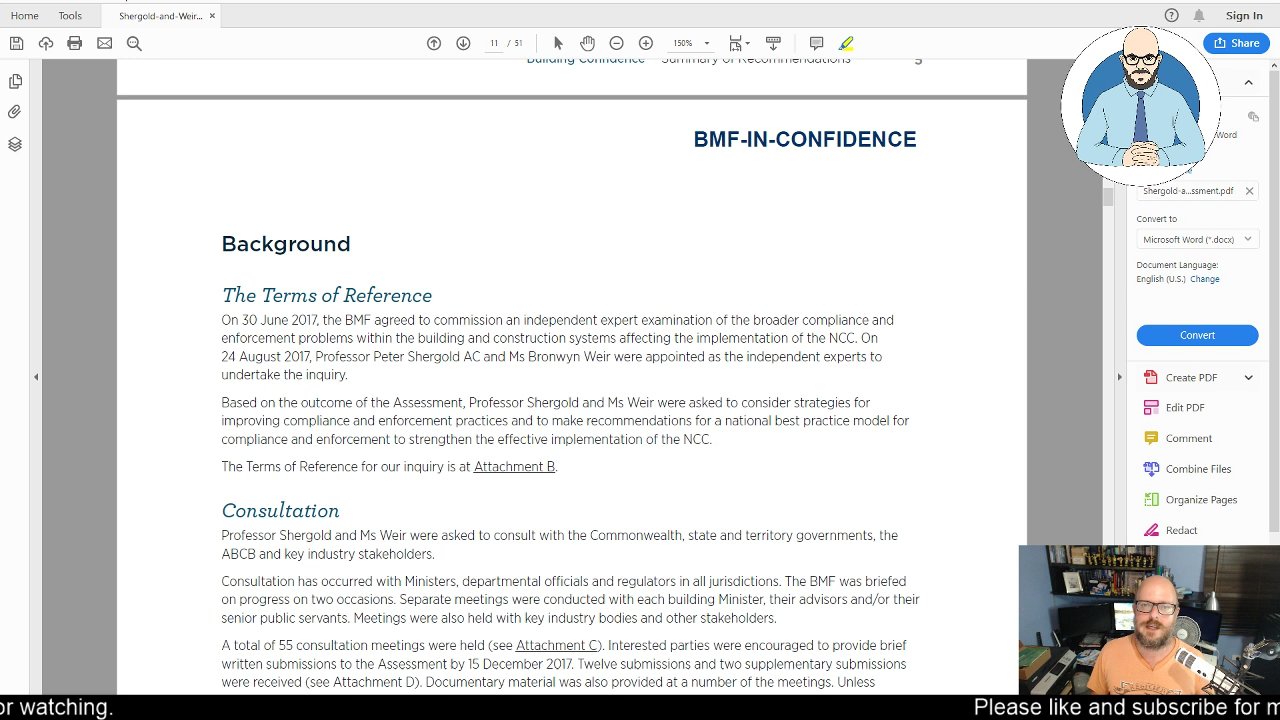 Home
Tools
Shergold-and-Weir...
Sign In
11 / 51
150%
Share
Building Confidence Summary of Recommendations 5
BMF-IN-CONFIDENCE
Background
The Terms of Reference
On 30 June 2017, the BMF agreed to commission an independent expert examination of the broader compliance and
enforcement problems within the building and construction systems affecting the implementation of the NCC. On
24 August 2017, Professor Peter Shergold AC and Ms Bronwyn Weir were appointed as the independent experts to
undertake the inquiry.
Based on the outcome of the Assessment, Professor Shergold and Ms Weir were asked to consider strategies for
improving compliance and enforcement practices and to make recommendations for a national best practice model for
compliance and enforcement to strengthen the effective implementation of the NCC.
The Terms of Reference for our inquiry is at Attachment B.
Consultation
Professor Shergold and Ms Weir were asked to consult with the Commonwealth, state and territory governments, the
ABCB and key industry stakeholders.
Consultation has occurred with Ministers, departmental officials and regulators in all jurisdictions. The BMF was briefed
on progress on two occasions. Separate meetings were conducted with each building Minister, their advisors and/or their
senior public servants. Meetings were also held with key industry bodies and other stakeholders.
A total of 55 consultation meetings were held (see Attachment C). Interested parties were encouraged to provide brief
written submissions to the Assessment by 15 December 2017. Twelve submissions and two supplementary submissions
were received (see Attachment D). Documentary material was also provided at a number of the meetings. Unless
Word
Shergold-a...ssment.pdf
Convert to
Microsoft Word (*.docx)
Document Language:
English (U.S.) Change
Convert
Create PDF
Edit PDF
Comment
Combine Files
Organize Pages
Redact
or watching.
Please like and subscribe for m